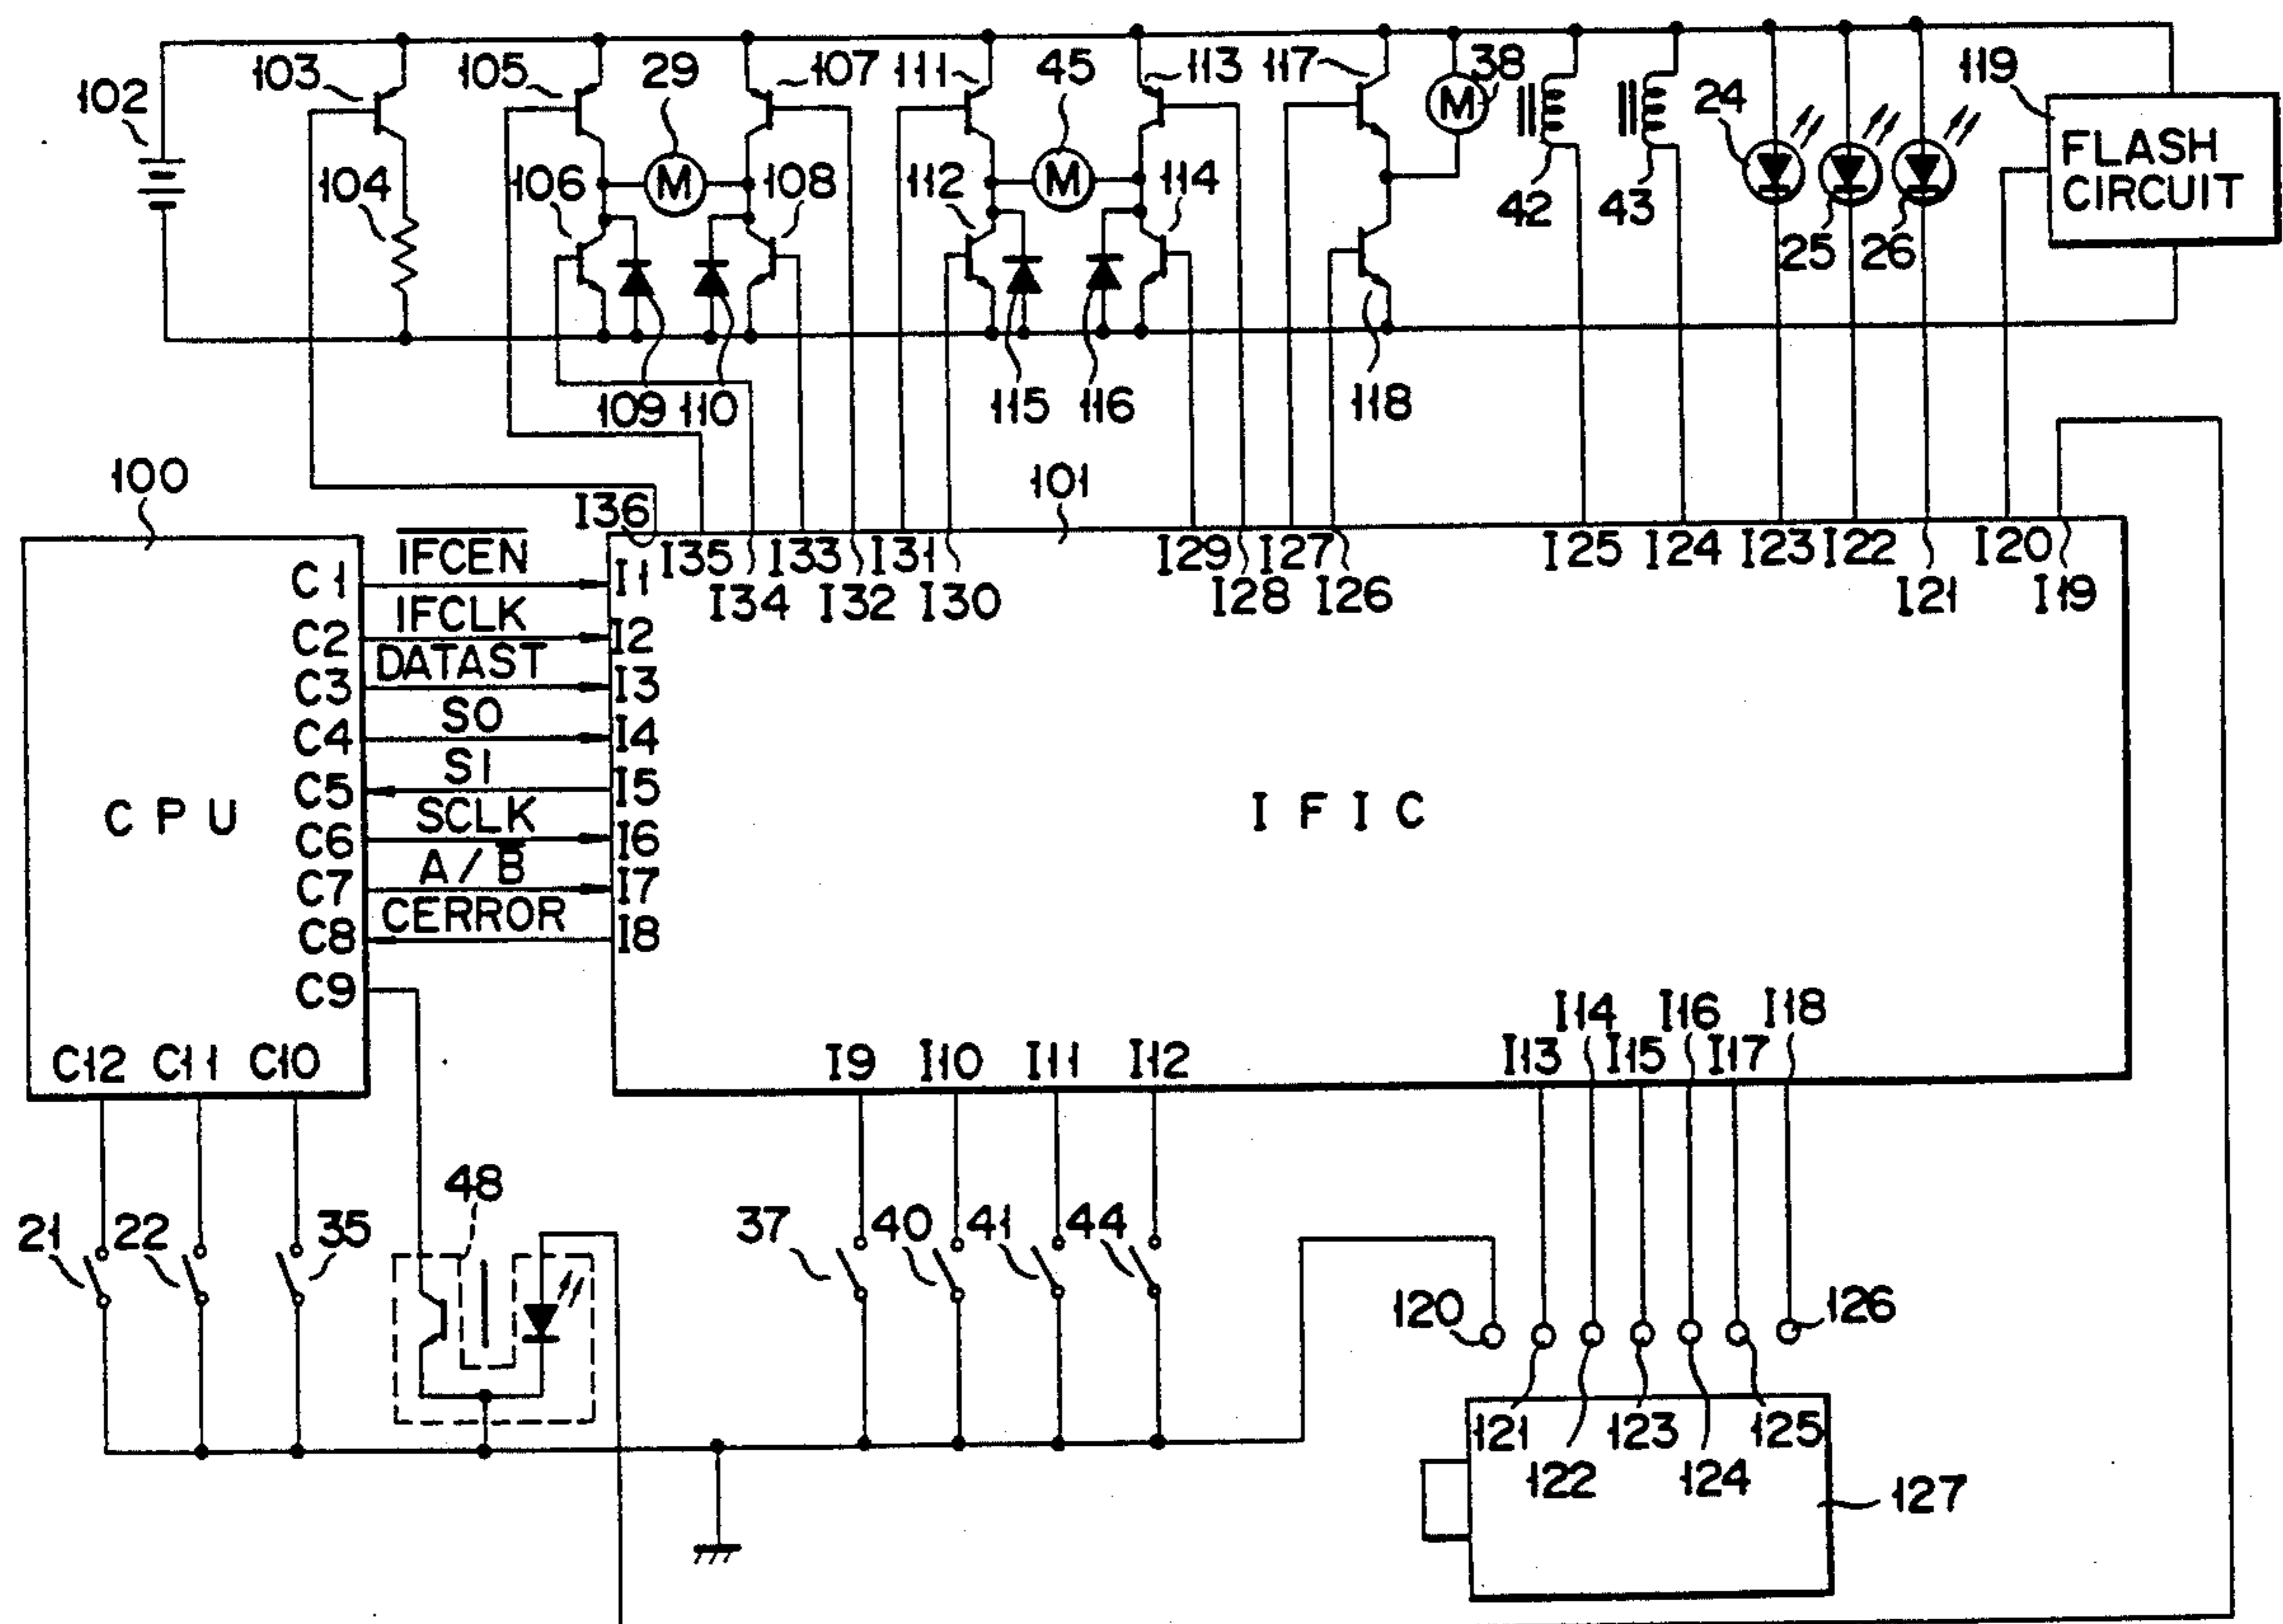 103 105 29 107 111 45 113 117 38 119
102 24
FLASH
CIRCUIT
104 106 108 112 114 42 43 25 26
109 110 115 116 118
100 101
I36 I35 I33 I31 I29 I27 I25 I24 I23 I22 I20
I34 I32 I30 I28 I26 I21 I19
C1 IFCEN I1
C2 IFCLK I2
C3 DATAST I3
C4 SO I4
C5 SI I5
C6 SCLK I6
C7 A/B I7
C8 CERROR I8
C9
CPU
IFIC
C12 C11 C10
I9 I10 I11 I12
I14 I16 I18
I13 I15 I17
48
21 22 35 37 40 41 44
120 126
121 123 125
122 124
127